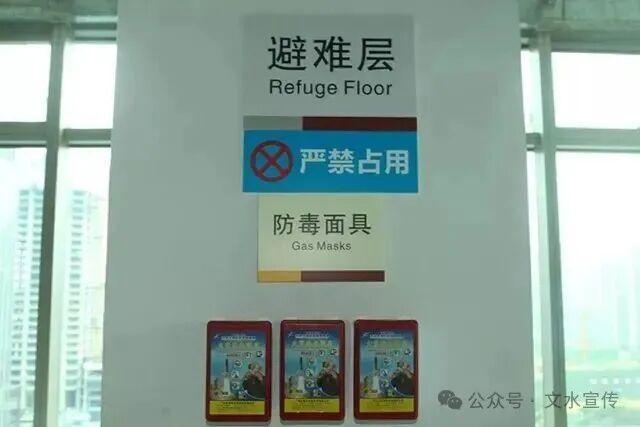 避难层
Refuge Floor
严禁占用
防毒面具
Gas Masks
公众号·文水宣传